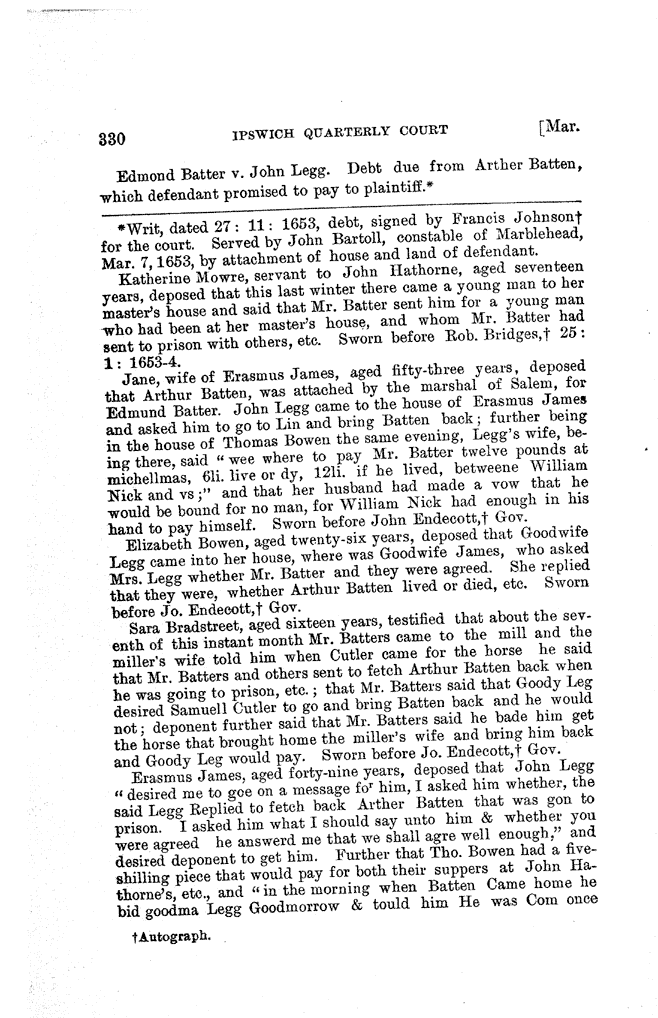 330 IPSWICH QUARTERLY COURT [Mar.
Edmond Batter v. John Legg. Debt due from Arther Batten,
which defendant promised to pay to plaintiff.*
*Writ, dated 27: 11: 1653, debt, signed by Francis Johnson†
for the court. Served by John Bartoll, constable of Marblehead,
Mar. 7, 1653, by attachment of house and land of defendant.
Katherine Mowre, servant to John Hathorne, aged seventeen
years, deposed that this last winter there came a young man to her
master's house and said that Mr. Batter sent him for a young man
who had been at her master's house, and whom Mr. Batter had
sent to prison with others, etc. Sworn before Rob. Bridges,† 25:
1: 1653-4.
Jane, wife of Erasmus James, aged fifty-three years, deposed
that Arthur Batten, was attached by the marshal of Salem, for
Edmund Batter. John Legg came to the house of Erasmus James
and asked him to go to Lin and bring Batten back; further being
in the house of Thomas Bowen the same evening, Legg's wife, be-
ing there, said "wee where to pay Mr. Batter twelve pounds at
michellmas, 6li. live or dy, 12li. if he lived, betweene William
Nick and vs;" and that her husband had made a vow that he
would be bound for no man, for William Nick had enough in his
hand to pay himself. Sworn before John Endecott,† Gov.
Elizabeth Bowen, aged twenty-six years, deposed that Goodwife
Legg came into her house, where was Goodwife James, who asked
Mrs. Legg whether Mr. Batter and they were agreed. She replied
that they were, whether Arthur Batten lived or died, etc. Sworn
before Jo. Endecott,† Gov.
Sara Bradstreet, aged sixteen years, testified that about the sev-
enth of this instant month Mr. Batters came to the mill and the
miller's wife told him when Cutler came for the horse he said
that Mr. Batters and others sent to fetch Arthur Batten back when
he was going to prison, etc.; that Mr. Batters said that Goody Leg
desired Samuell Cutler to go and bring Batten back and he would
not; deponent further said that Mr. Batters said he bade him get
the horse that brought home the miller's wife and bring him back
and Goody Leg would pay. Sworn before Jo. Endecott,† Gov.
Erasmus James, aged forty-nine years, deposed that John Legg
"desired me to goe on a message foʳ him, I asked him whether, the
said Legg Replied to fetch back Arther Batten that was gon to
prison. I asked him what I should say unto him & whether you
were agreed he answerd me that we shall agre well enough," and
desired deponent to get him. Further that Tho. Bowen had a five-
shilling piece that would pay for both their suppers at John Ha-
thorne's, etc., and "in the morning when Batten Came home he
bid goodma Legg Goodmorrow & tould him He was Com once
†Autograph.